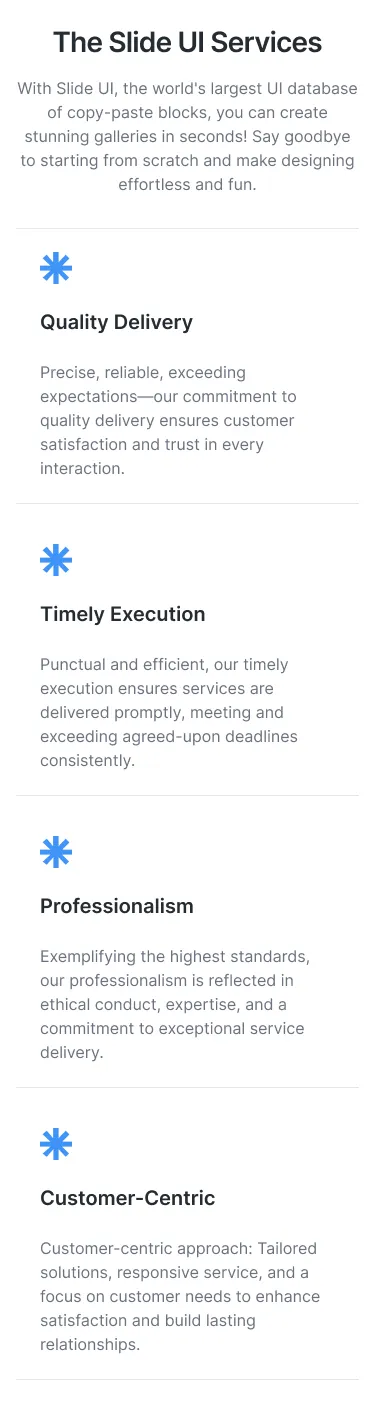 The Slide UI Services
With Slide UI, the world's largest UI database
of copy-paste blocks, you can create
stunning galleries in seconds! Say goodbye
to starting from scratch and make designing
effortless and fun.
Quality Delivery
Precise, reliable, exceeding
expectations—our commitment to
quality delivery ensures customer
satisfaction and trust in every
interaction.
Timely Execution
Punctual and efficient, our timely
execution ensures services are
delivered promptly, meeting and
exceeding agreed-upon deadlines
consistently.
Professionalism
Exemplifying the highest standards,
our professionalism is reflected in
ethical conduct, expertise, and a
commitment to exceptional service
delivery.
Customer-Centric
Customer-centric approach: Tailored
solutions, responsive service, and a
focus on customer needs to enhance
satisfaction and build lasting
relationships.